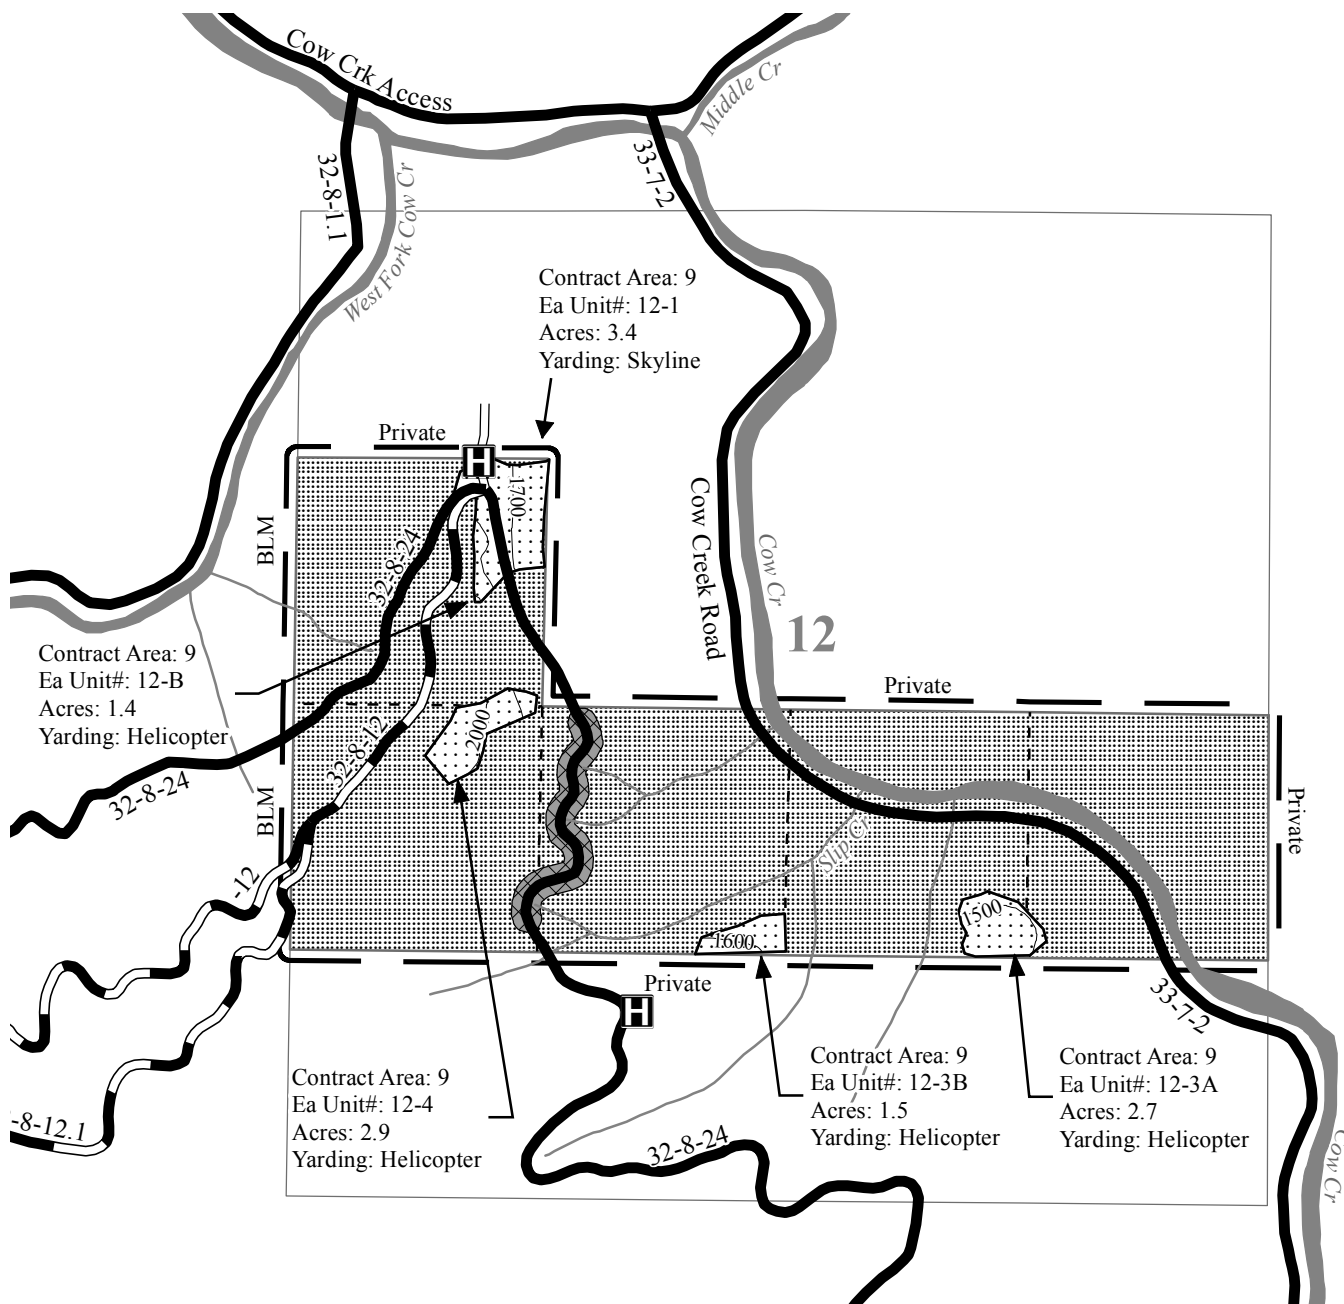 Cow Crk Access
Middle Cr
32-8-1.1
West Fork Cow Cr
33-7-2
Contract Area: 9
Ea Unit#: 12-1
Acres: 3.4
Yarding: Skyline
Private
H
1700
BLM
32-8-24
Cow Creek Road
Cow Cr
12
Contract Area: 9
Ea Unit#: 12-B
Acres: 1.4
Yarding: Helicopter
Private
2000
32-8-12
32-8-24
BLM
Private
Slip Cr
-12
1500
1600
Private
H
33-7-2
Contract Area: 9
Ea Unit#: 12-4
Acres: 2.9
Yarding: Helicopter
Contract Area: 9
Ea Unit#: 12-3B
Acres: 1.5
Yarding: Helicopter
Contract Area: 9
Ea Unit#: 12-3A
Acres: 2.7
Yarding: Helicopter
-8-12.1
32-8-24
Cow Cr